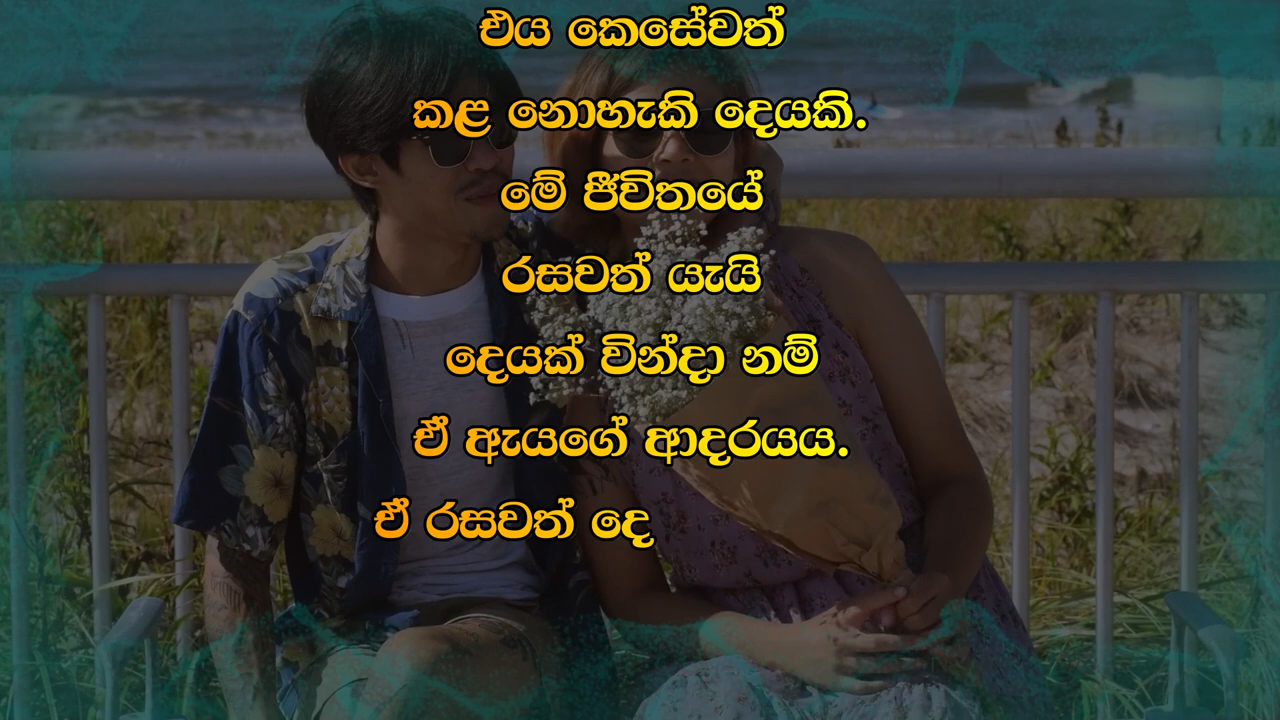 එය කෙසේවත්
කළ නොහැකි දෙයකි.
මේ ජීවිතයේ
රසවත් යැයි
දෙයක් වින්දා නම්
ඒ ඇයගේ ආදරයය.
ඒ රසවත් දෙ